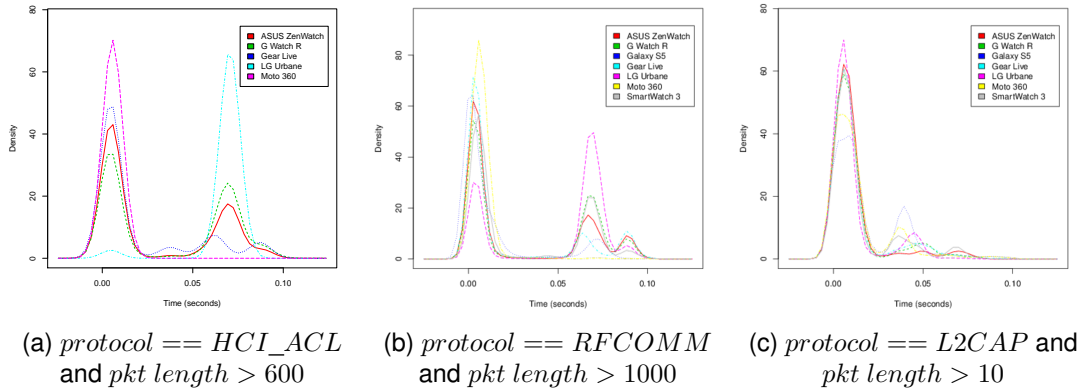 80
60
40
20
0
Density
0.00
0.05
0.10
Time (seconds)
ASUS ZenWatch
G Watch R
Gear Live
LG Urbane
Moto 360
(a) protocol == HCI_ACL
and pkt length > 600
80
60
40
20
0
Density
0.00
0.05
0.10
Time (seconds)
ASUS ZenWatch
G Watch R
Galaxy S5
Gear Live
LG Urbane
Moto 360
SmartWatch 3
(b) protocol == RFCOMM
and pkt length > 1000
80
60
40
20
0
Density
0.00
0.05
0.10
Time (seconds)
ASUS ZenWatch
G Watch R
Galaxy S5
Gear Live
LG Urbane
Moto 360
SmartWatch 3
(c) protocol == L2CAP and
pkt length > 10